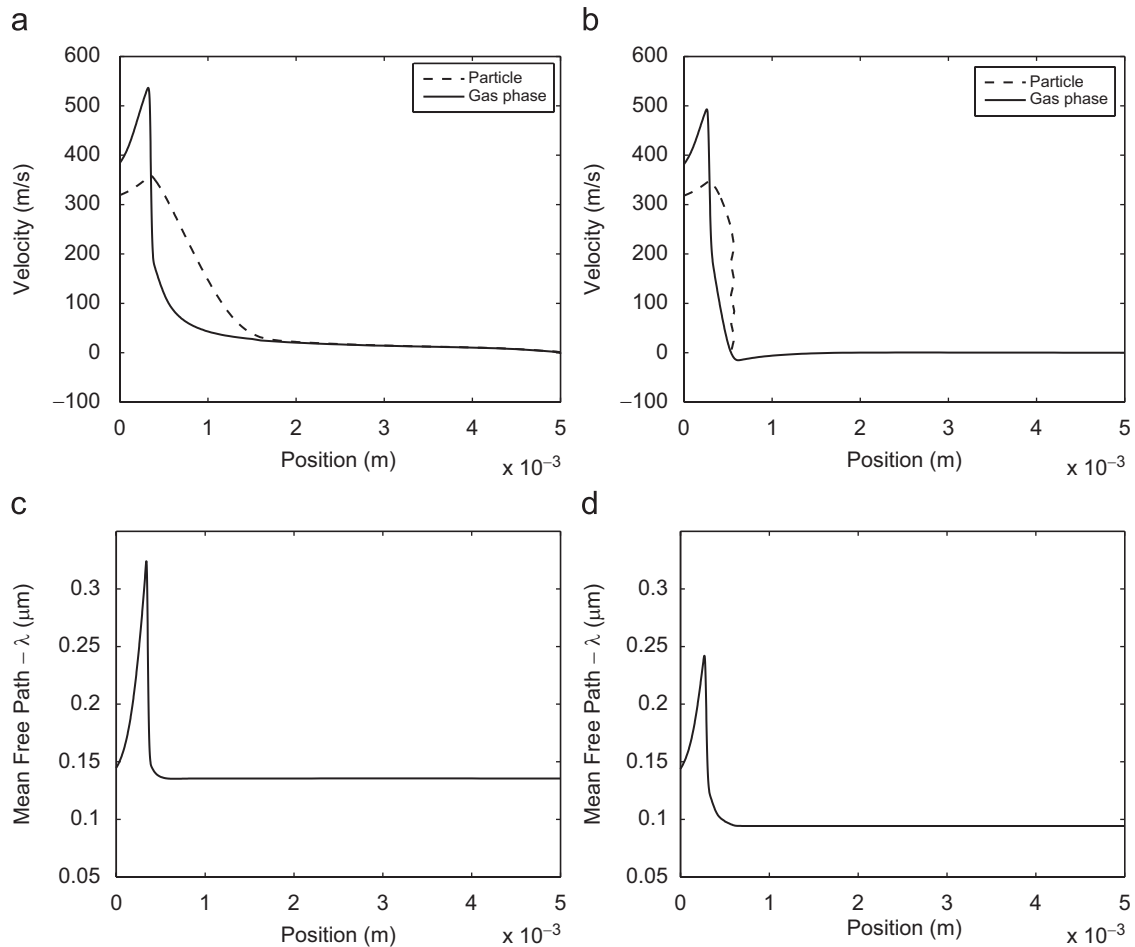 a
600
500
400
300
200
100
0
−100
Velocity (m/s)
Particle
Gas phase
0 1 2 3 4 5
Position (m)
x 10−3
b
600
500
400
300
200
100
0
−100
Velocity (m/s)
Particle
Gas phase
0 1 2 3 4 5
Position (m)
x 10−3
c
0.3
0.25
0.2
0.15
0.1
0.05
Mean Free Path − λ (μm)
0 1 2 3 4 5
Position (m)
x 10−3
d
0.3
0.25
0.2
0.15
0.1
0.05
Mean Free Path − λ (μm)
0 1 2 3 4 5
Position (m)
x 10−3